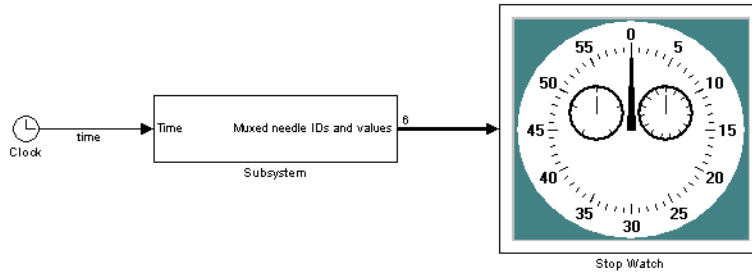 Clock
time
Time
Muxed needle IDs and values
6
Subsystem
0
5
10
15
20
25
30
35
40
45
50
55
Stop Watch